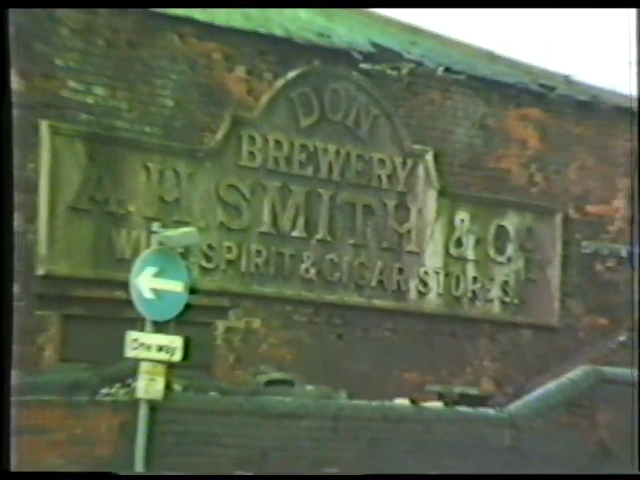 DON
BREWERY
A.H. SMITH & Co
SPIRIT & CIGAR STORES.
One way